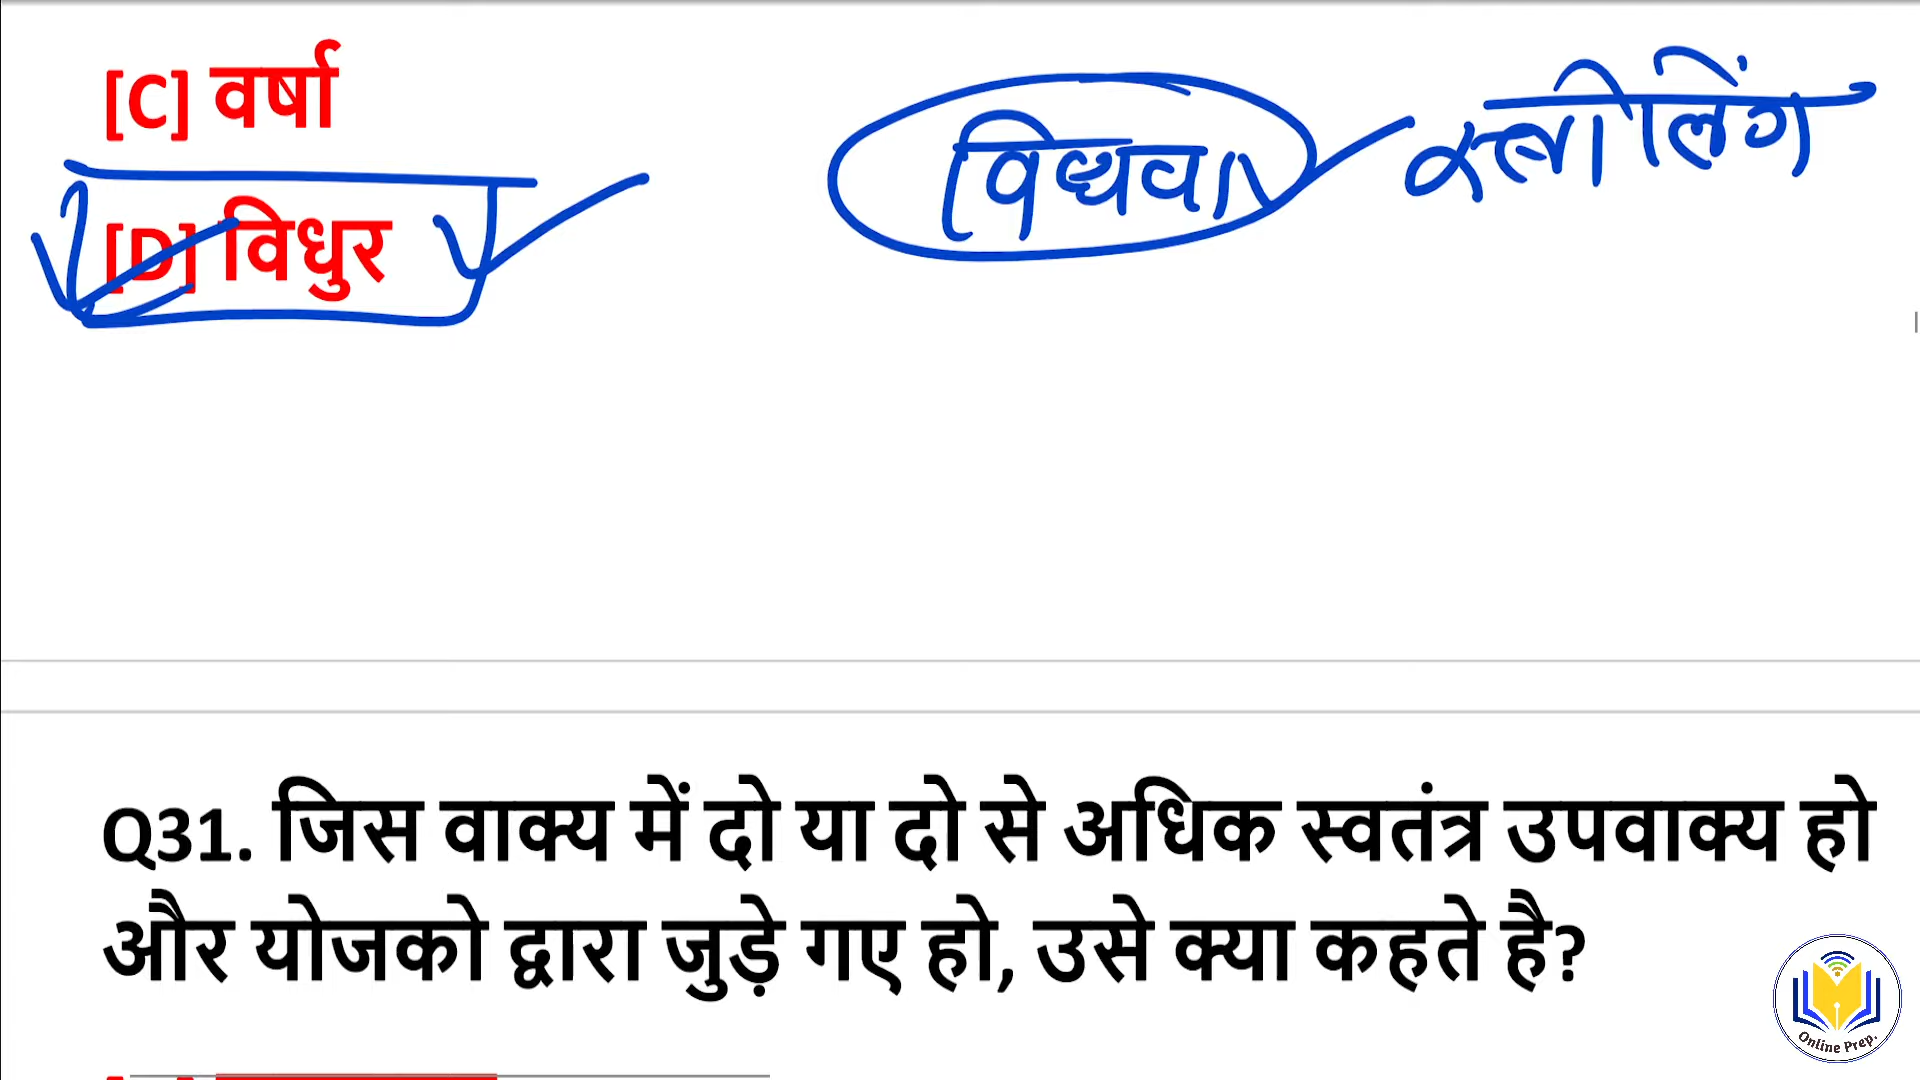 [C] वर्षा
[D] विधुर
विधवा
स्त्रीलिंग
Q31. जिस वाक्य में दो या दो से अधिक स्वतंत्र उपवाक्य हो
और योजको द्वारा जुड़े गए हो, उसे क्या कहते है?
Online Prep.